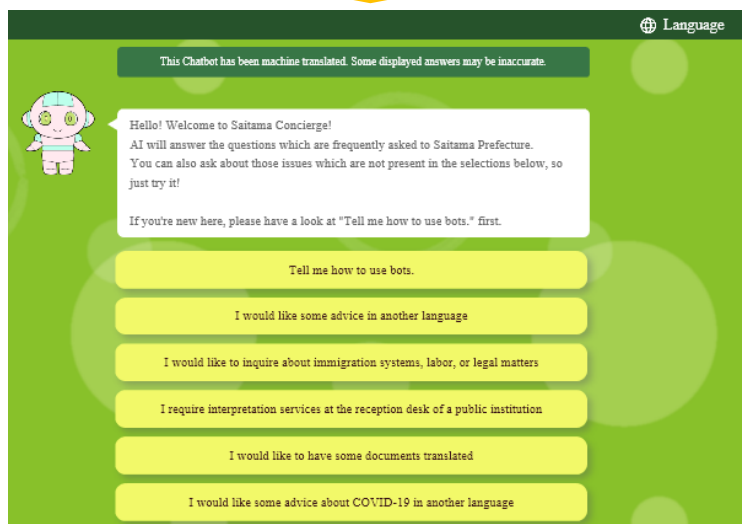 Language
This Chatbot has been machine translated. Some displayed answers may be inaccurate.
Hello! Welcome to Saitama Concierge!
AI will answer the questions which are frequently asked to Saitama Prefecture.
You can also ask about those issues which are not present in the selections below, so
just try it!
If you're new here, please have a look at "Tell me how to use bots." first.
Tell me how to use bots.
I would like some advice in another language
I would like to inquire about immigration systems, labor, or legal matters
I require interpretation services at the reception desk of a public institution
I would like to have some documents translated
I would like some advice about COVID-19 in another language